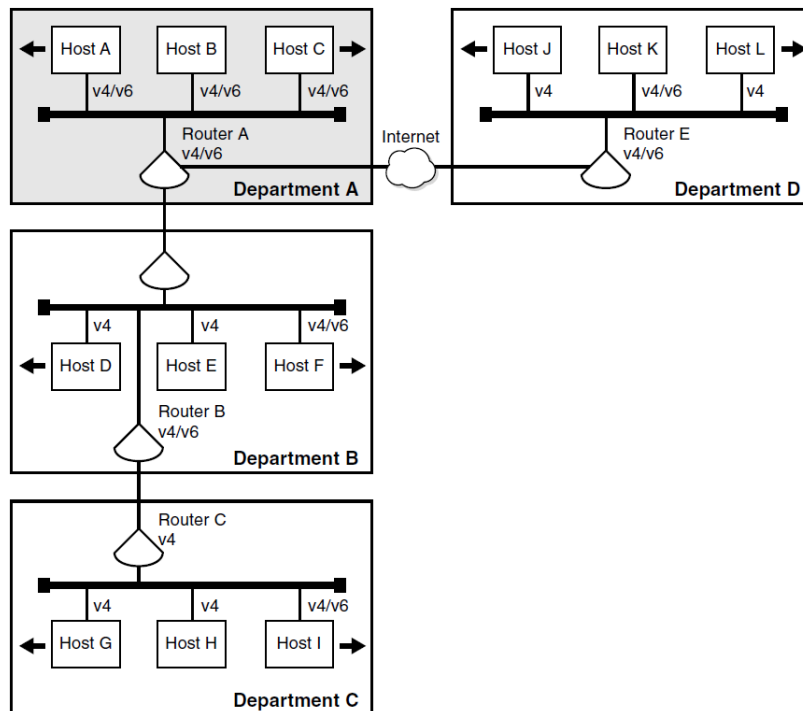 Host A
Host B
Host C
v4/v6
v4/v6
v4/v6
Router A
v4/v6
Department A
Internet
Host J
Host K
Host L
v4
v4/v6
v4
Router E
v4/v6
Department D
v4
v4
v4/v6
Host D
Host E
Host F
Router B
v4/v6
Department B
Router C
v4
v4
v4
v4/v6
Host G
Host H
Host I
Department C